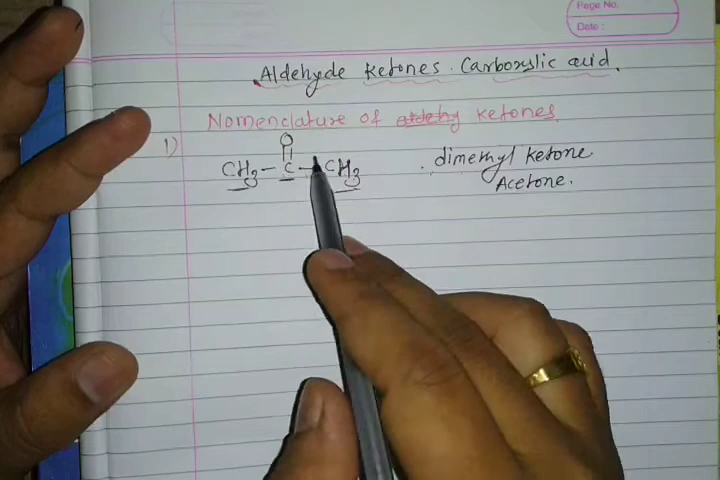 Page No.
Date :
Aldehyde Ketones. Carboxylic acid.
Nomenclature of aldehy ketones.
1)
O
CH3 - C - CH3
dimethyl ketone
Acetone.